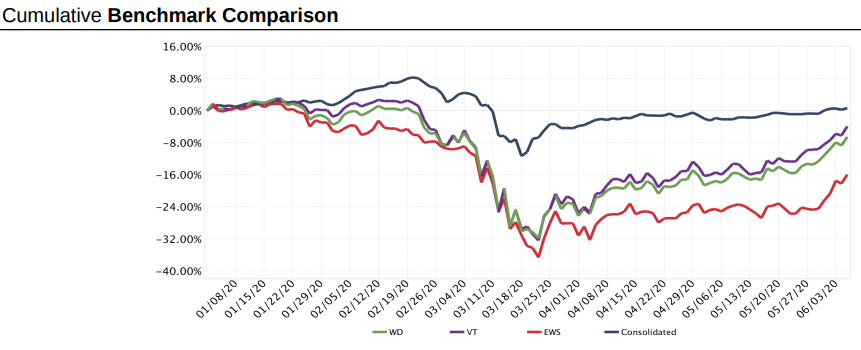 Cumulative Benchmark Comparison
16.00%
8.00%
0.00%
−8.00%
−16.00%
−24.00%
−32.00%
−40.00%
01/08/20 01/15/20 01/22/20 01/29/20 02/05/20 02/12/20 02/19/20 02/26/20 03/04/20 03/11/20 03/18/20 03/25/20 04/01/20 04/08/20 04/15/20 04/22/20 04/29/20 05/06/20 05/13/20 05/20/20 05/27/20 06/03/20
WD VT EWS Consolidated